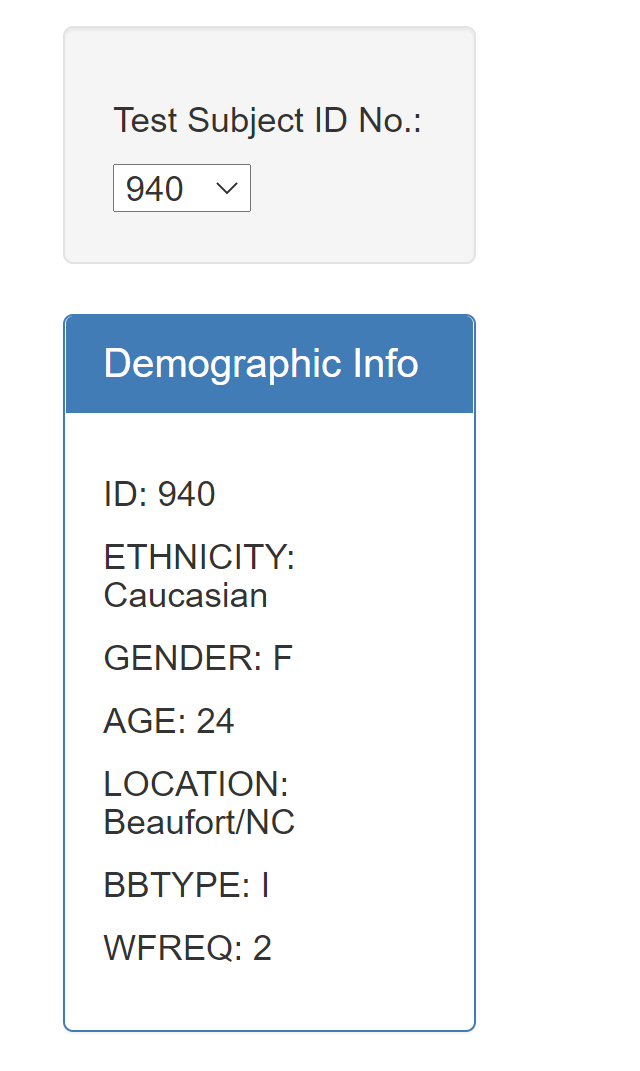 Test Subject ID No.:
940
Demographic Info
ID: 940
ETHNICITY:
Caucasian
GENDER: F
AGE: 24
LOCATION:
Beaufort/NC
BBTYPE: I
WFREQ: 2